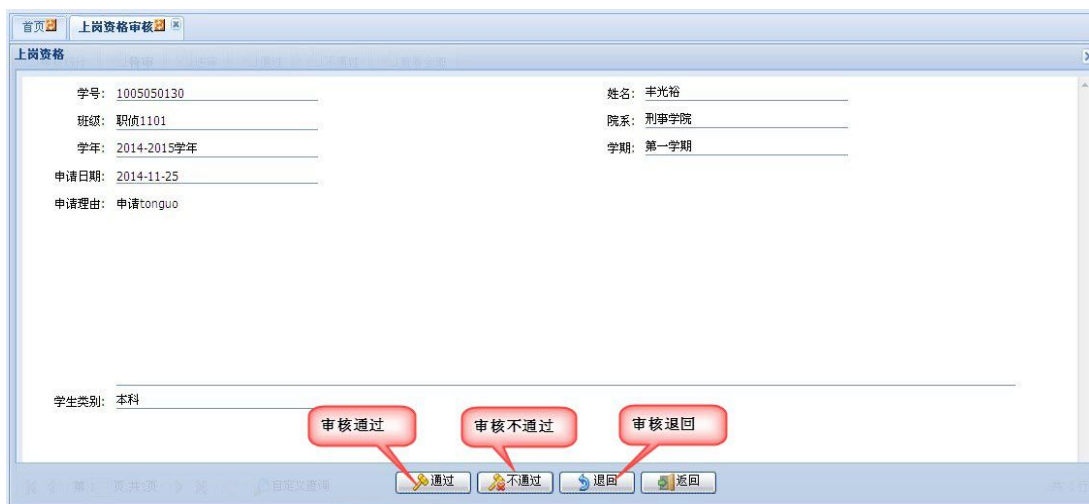 首页 上岗资格审核
上岗资格
学号: 1005050130 姓名: 丰光裕
班级: 职侦1101 院系: 刑事学院
学年: 2014-2015学年 学期: 第一学期
申请日期: 2014-11-25
申请理由: 申请tonguo
学生类别: 本科
审核通过 审核不通过 审核退回
通过 不通过 退回 返回
自定义查询